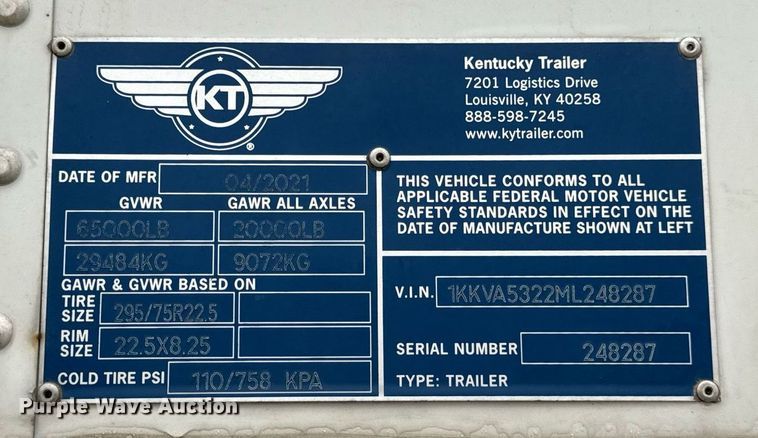 KT
®
Kentucky Trailer
7201 Logistics Drive
Louisville, KY 40258
888-598-7245
www.kytrailer.com
DATE OF MFR 04/2021
GVWR GAWR ALL AXLES
65000LB 20000LB
29484KG 9072KG
GAWR & GVWR BASED ON
TIRE SIZE 295/75R22.5
RIM SIZE 22.5X8.25
COLD TIRE PSI 110/758 KPA
THIS VEHICLE CONFORMS TO ALL
APPLICABLE FEDERAL MOTOR VEHICLE
SAFETY STANDARDS IN EFFECT ON THE
DATE OF MANUFACTURE SHOWN AT LEFT
V.I.N. 1KKVA5322ML248287
SERIAL NUMBER 248287
TYPE: TRAILER
Purple Wave Auction